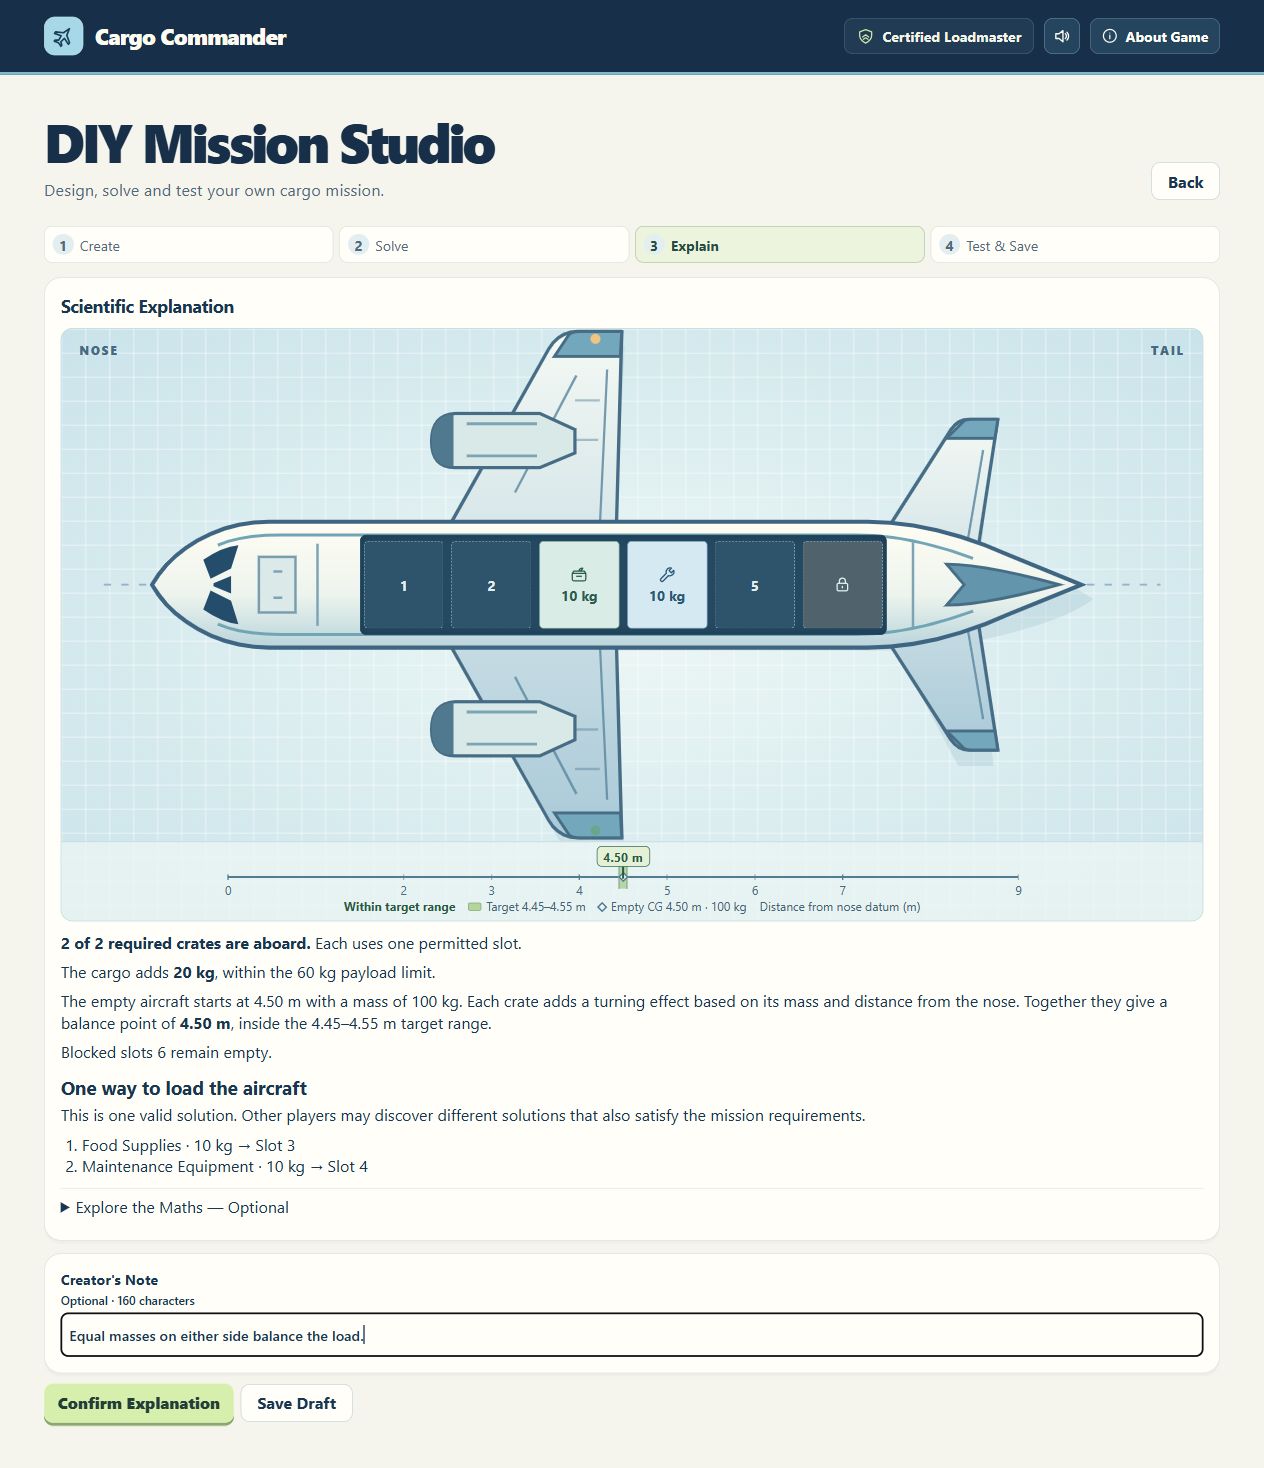 Cargo Commander
Certified Loadmaster
About Game
DIY Mission Studio
Design, solve and test your own cargo mission.
Back
1 Create
2 Solve
3 Explain
4 Test & Save
Scientific Explanation
NOSE
TAIL
1
2
10 kg
10 kg
5
4.50 m
0
2
3
4
5
6
7
9
Within target range
Target 4.45–4.55 m
Empty CG 4.50 m · 100 kg
Distance from nose datum (m)
2 of 2 required crates are aboard. Each uses one permitted slot.
The cargo adds 20 kg, within the 60 kg payload limit.
The empty aircraft starts at 4.50 m with a mass of 100 kg. Each crate adds a turning effect based on its mass and distance from the nose. Together they give a
balance point of 4.50 m, inside the 4.45–4.55 m target range.
Blocked slots 6 remain empty.
One way to load the aircraft
This is one valid solution. Other players may discover different solutions that also satisfy the mission requirements.
1. Food Supplies · 10 kg → Slot 3
2. Maintenance Equipment · 10 kg → Slot 4
Explore the Maths — Optional
Creator's Note
Optional · 160 characters
Equal masses on either side balance the load.
Confirm Explanation
Save Draft